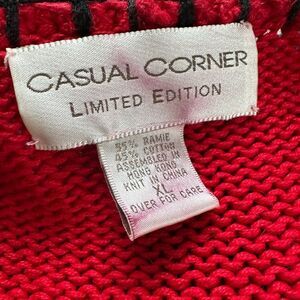 CASUAL CORNER
LIMITED EDITION
55% RAMIE
45% COTTON
ASSEMBLED IN
HONG KONG
KNIT IN CHINA
XL
OVER FOR CARE